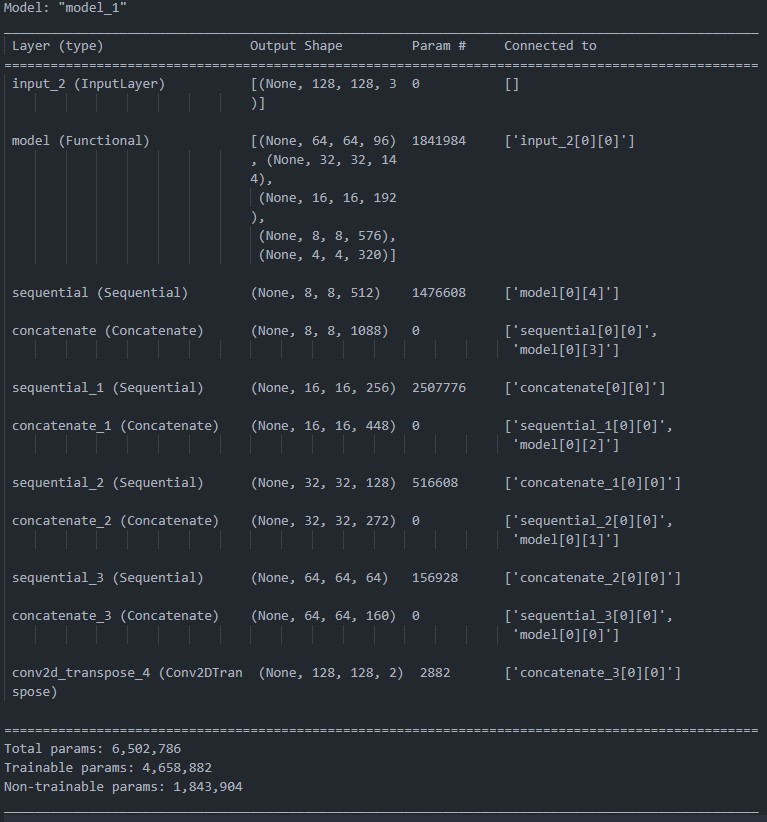 Model: "model_1"
Layer (type) Output Shape Param # Connected to
input_2 (InputLayer) [(None, 128, 128, 3 0 []
)]
model (Functional) [(None, 64, 64, 96) 1841984 ['input_2[0][0]']
, (None, 32, 32, 14
4),
(None, 16, 16, 192
),
(None, 8, 8, 576),
(None, 4, 4, 320)]
sequential (Sequential) (None, 8, 8, 512) 1476608 ['model[0][4]']
concatenate (Concatenate) (None, 8, 8, 1088) 0 ['sequential[0][0]',
'model[0][3]']
sequential_1 (Sequential) (None, 16, 16, 256) 2507776 ['concatenate[0][0]']
concatenate_1 (Concatenate) (None, 16, 16, 448) 0 ['sequential_1[0][0]',
'model[0][2]']
sequential_2 (Sequential) (None, 32, 32, 128) 516608 ['concatenate_1[0][0]']
concatenate_2 (Concatenate) (None, 32, 32, 272) 0 ['sequential_2[0][0]',
'model[0][1]']
sequential_3 (Sequential) (None, 64, 64, 64) 156928 ['concatenate_2[0][0]']
concatenate_3 (Concatenate) (None, 64, 64, 160) 0 ['sequential_3[0][0]',
'model[0][0]']
conv2d_transpose_4 (Conv2DTran (None, 128, 128, 2) 2882 ['concatenate_3[0][0]']
spose)
Total params: 6,502,786
Trainable params: 4,658,882
Non-trainable params: 1,843,904